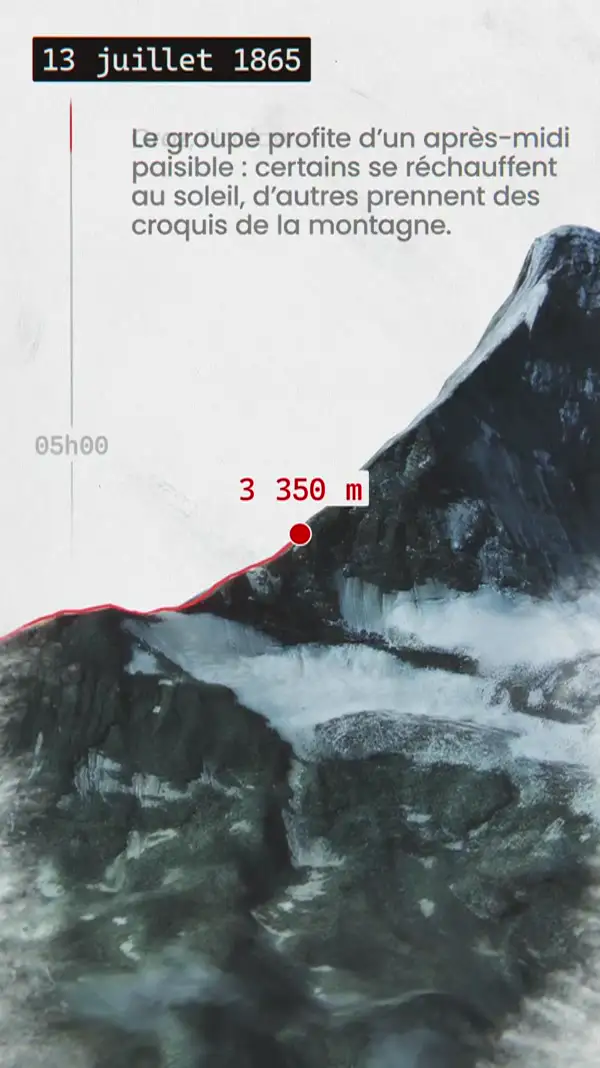 13 juillet 1865
Le groupe profite d’un après-midi
paisible : certains se réchauffent
au soleil, d’autres prennent des
croquis de la montagne.
05h00
3 350 m